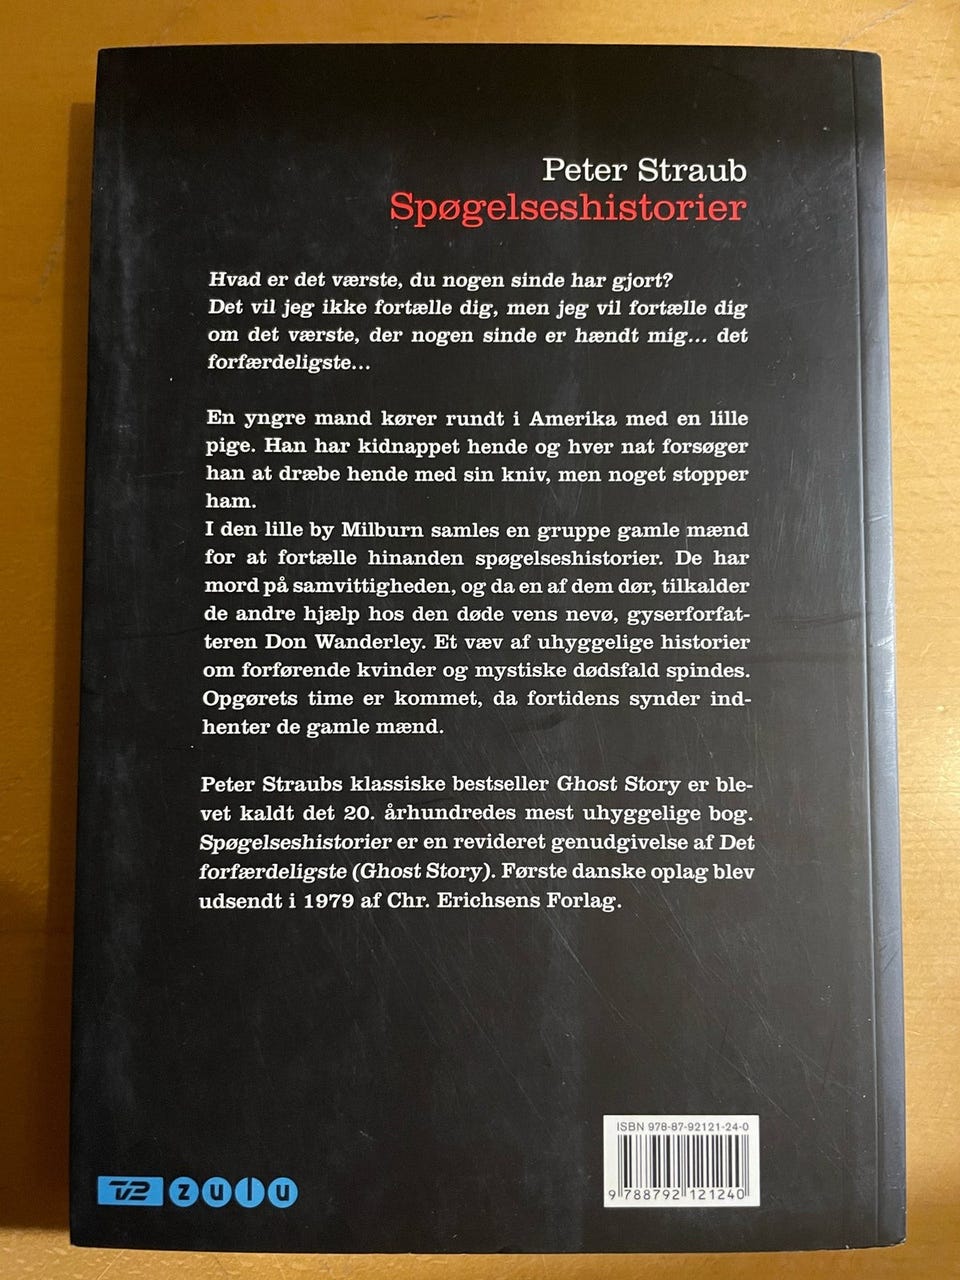 Peter Straub
Spøgelseshistorier
Hvad er det værste, du nogen sinde har gjort?
Det vil jeg ikke fortælle dig, men jeg vil fortælle dig
om det værste, der nogen sinde er hændt mig... det
forfærdeligste...
En yngre mand kører rundt i Amerika med en lille
pige. Han har kidnappet hende og hver nat forsøger
han at dræbe hende med sin kniv, men noget stopper
ham.
I den lille by Milburn samles en gruppe gamle mænd
for at fortælle hinanden spøgelseshistorier. De har
mord på samvittigheden, og da en af dem dør, tilkalder
de andre hjælp hos den døde vens nevø, gyserforfat-
teren Don Wanderley. Et væv af uhyggelige historier
om forførende kvinder og mystiske dødsfald spindes.
Opgørets time er kommet, da fortidens synder ind-
henter de gamle mænd.
Peter Straubs klassiske bestseller Ghost Story er ble-
vet kaldt det 20. århundredes mest uhyggelige bog.
Spøgelseshistorier er en revideret genudgivelse af Det
forfærdeligste (Ghost Story). Første danske oplag blev
udsendt i 1979 af Chr. Erichsens Forlag.
ISBN 978-87-92121-24-0
9 788792 121240
TV2 zulu